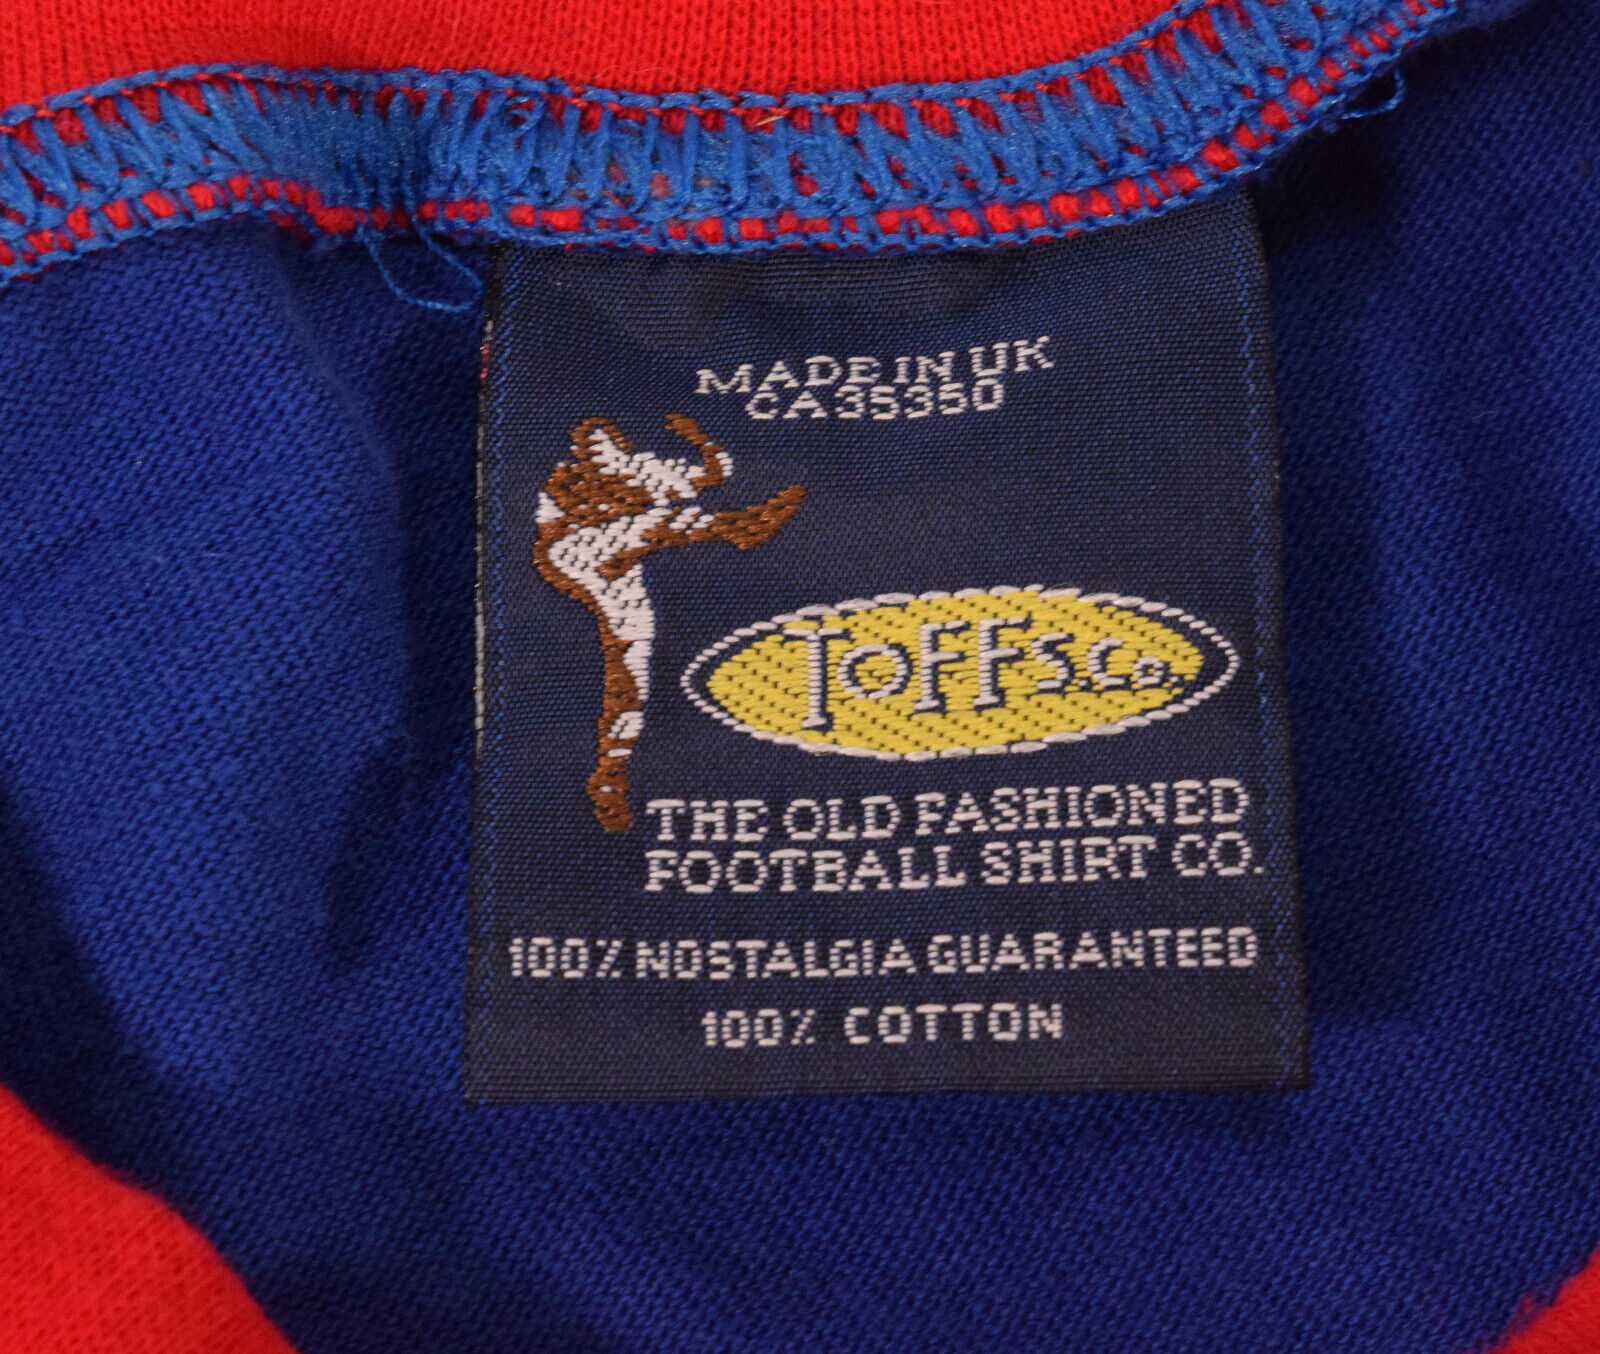 MADE IN UK
CA35350
TOFFS.CO.
THE OLD FASHIONED
FOOTBALL SHIRT CO.
100% NOSTALGIA GUARANTEED
100% COTTON